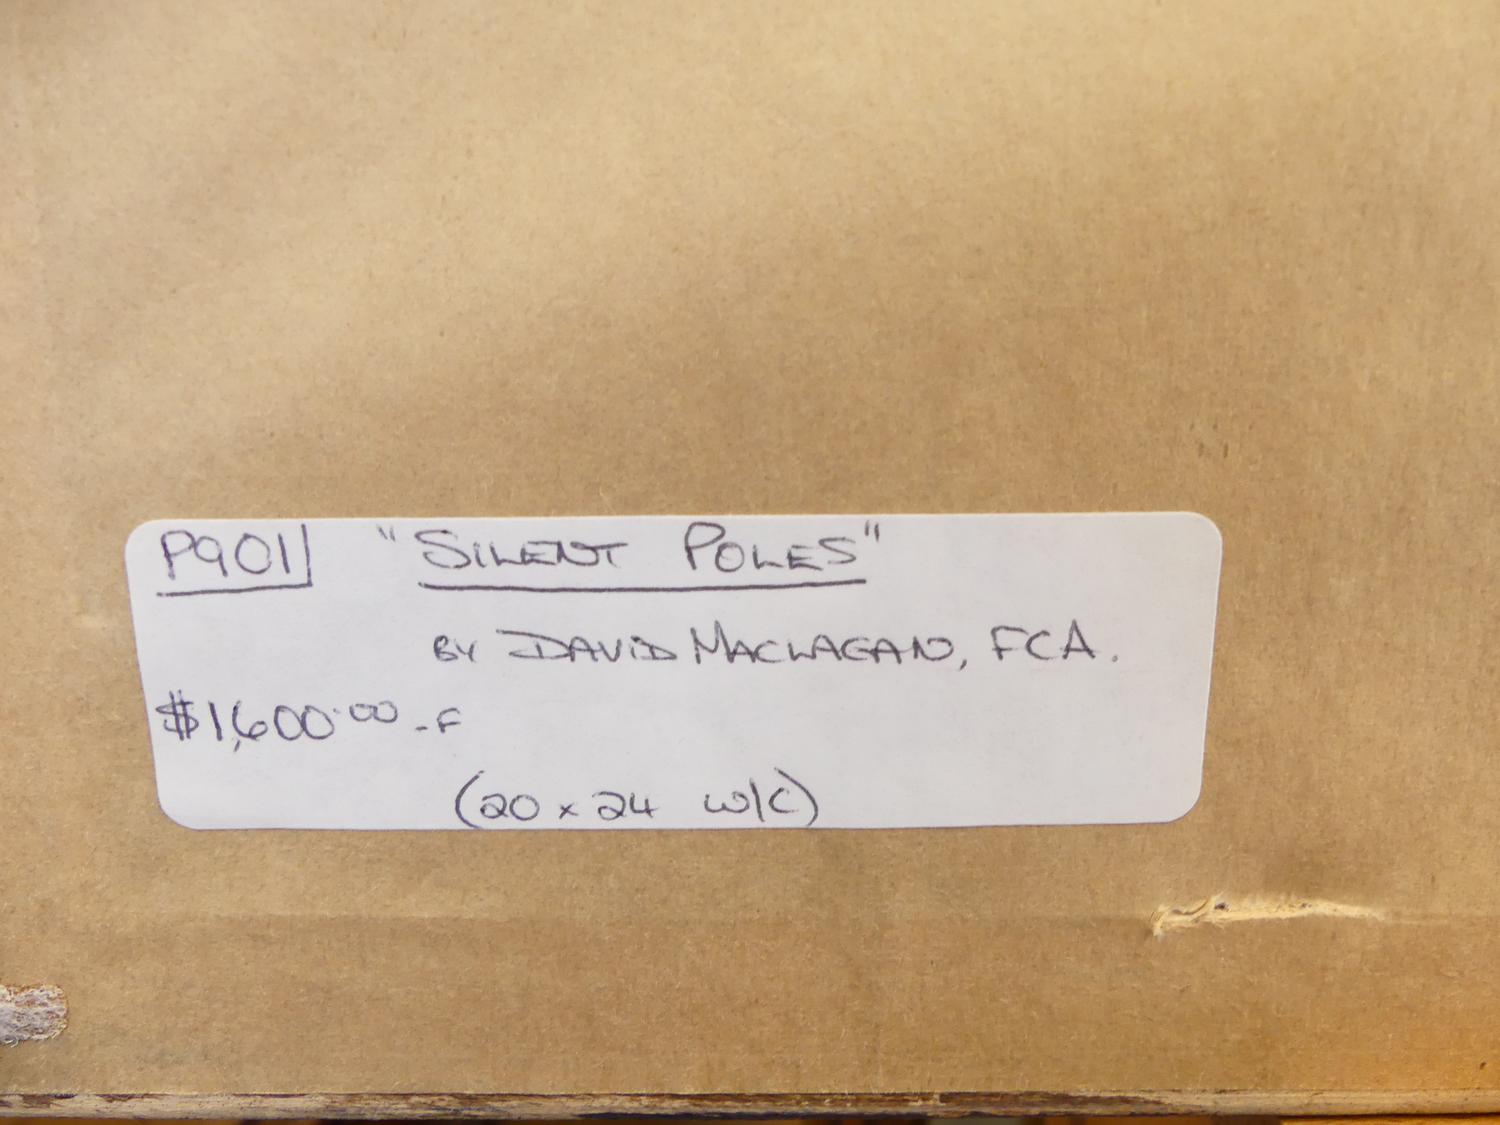 P901 "SILENT POLES"
BY DAVID MACLAGAN, FCA.
$1,600.00 - F
(20 x 24 W/C)